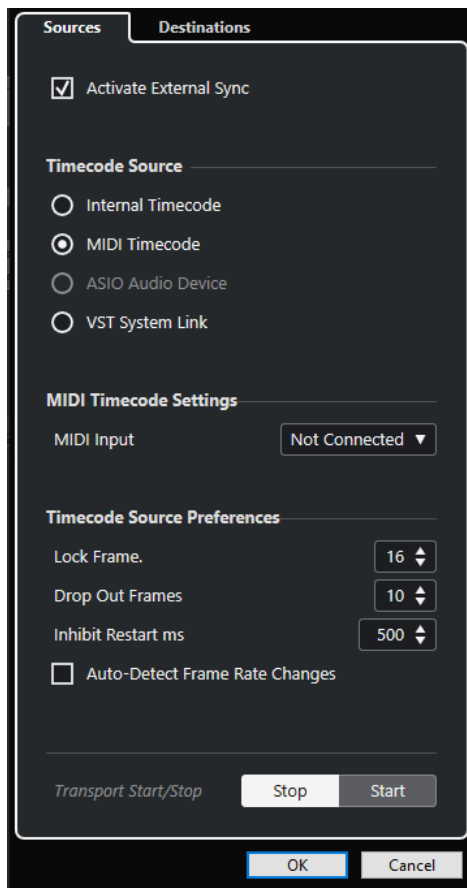 Sources Destinations
Activate External Sync
Timecode Source
Internal Timecode
MIDI Timecode
ASIO Audio Device
VST System Link
MIDI Timecode Settings
MIDI Input Not Connected
Timecode Source Preferences
Lock Frame. 16
Drop Out Frames 10
Inhibit Restart ms 500
Auto-Detect Frame Rate Changes
Transport Start/Stop Stop Start
OK Cancel